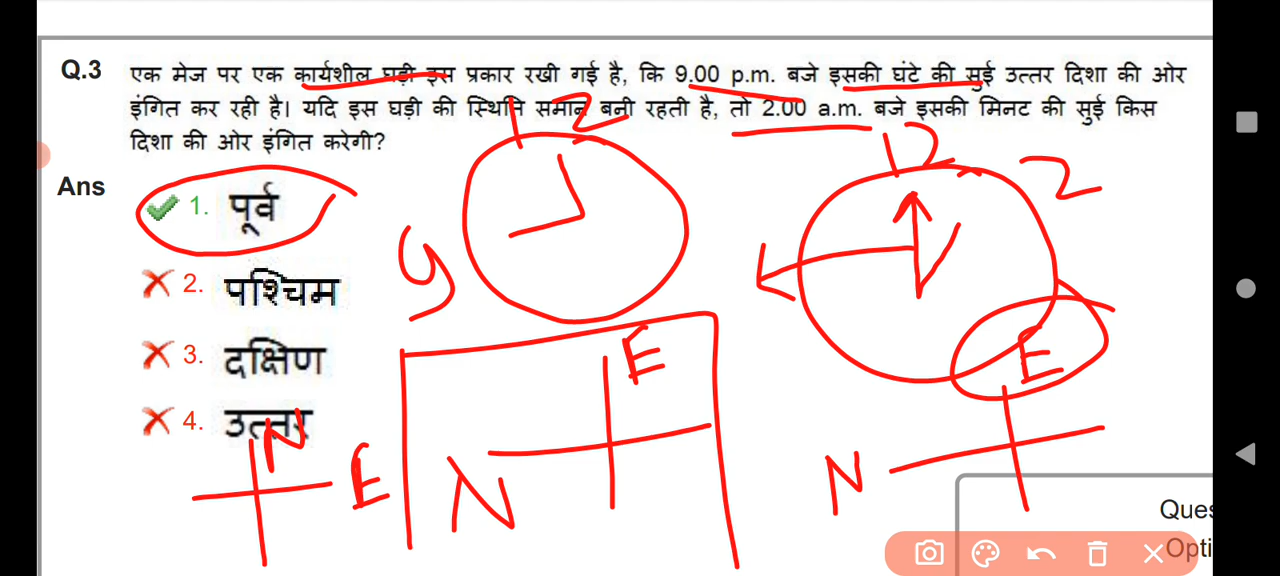 Q.3 एक मेज पर एक कार्यशील घड़ी इस प्रकार रखी गई है, कि 9.00 p.m. बजे इसकी घंटे की सुई उत्तर दिशा की ओर
इंगित कर रही है। यदि इस घड़ी की स्थिति समान बनी रहती है, तो 2.00 a.m. बजे इसकी मिनट की सुई किस
दिशा की ओर इंगित करेगी?
12
12
2
Ans
1. पूर्व
9
2. पश्चिम
E
E
3. दक्षिण
4. उत्तर
N
E
N
N
Ques
Opti